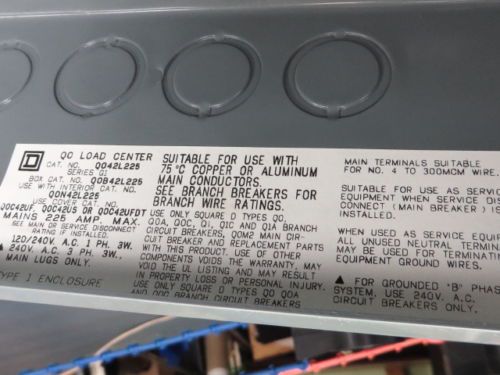 QO LOAD CENTER
CAT. NO. QO42L225
SERIES G1
BOX CAT. NO. QOB42L225
USE WITH INTERIOR CAT. NO.
QON42L225
USE COVER CAT. NO.
QOC42UF, QOC42US OR QOC42UFDT
MAINS 225 AMP. MAX.
SEE MAIN OR SERVICE DISCONNECT
RATING IF INSTALLED.
120/240V. A.C. 1 PH. 3W.
▲ 240V. A.C. 3 PH. 3W.,
MAIN LUGS ONLY.
TYPE 1 ENCLOSURE
SUITABLE FOR USE WITH
75°C COPPER OR ALUMINUM
MAIN CONDUCTORS.
SEE BRANCH BREAKERS FOR
BRANCH WIRE RATINGS.
USE ONLY SQUARE D TYPES QO,
QOA, QOC, Q1, Q1C AND Q1A BRANCH
CIRCUIT BREAKERS, QOM2 MAIN CIR-
CUIT BREAKER AND REPLACEMENT PARTS
WITH THIS PRODUCT. USE OF OTHER
COMPONENTS VOIDS THE WARRANTY, MAY
VOID THE UL LISTING AND MAY RESULT
IN PROPERTY LOSS OR PERSONAL INJURY.
USE ONLY SQUARE D TYPES QO QOA
AND QOC BRANCH CIRCUIT BREAKERS
MAIN TERMINALS SUITABLE
FOR NO. 4 TO 300MCM WIRE.
SUITABLE FOR USE AS SERV
EQUIPMENT WHEN SERVICE DIS
CONNECT (MAIN BREAKER) IS
INSTALLED.
WHEN USED AS SERVICE EQUIP
ALL UNUSED NEUTRAL TERMIN
MAY BE USED FOR TERMINATIN
EQUIPMENT GROUND WIRES.
▲ FOR GROUNDED 'B' PHAS
SYSTEM, USE 240V. A.C.
CIRCUIT BREAKERS ONLY.